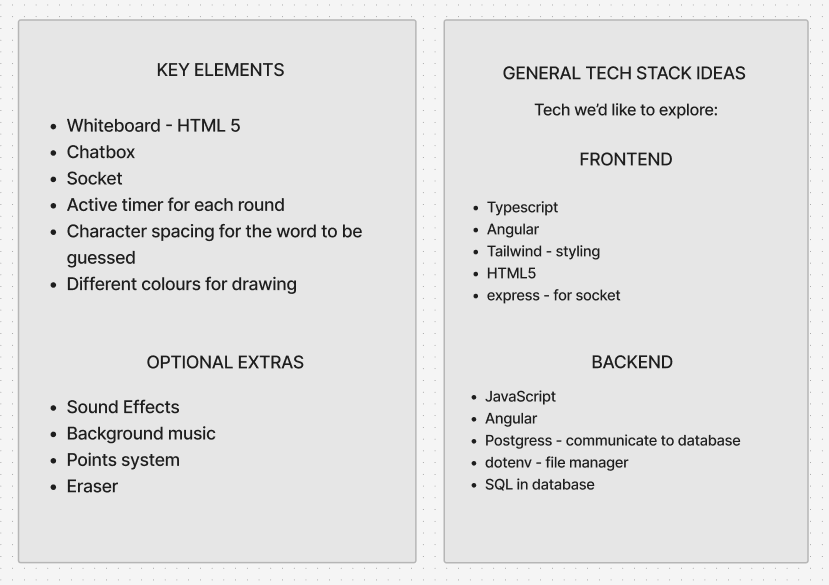 KEY ELEMENTS
• Whiteboard - HTML 5
• Chatbox
• Socket
• Active timer for each round
• Character spacing for the word to be
guessed
• Different colours for drawing
OPTIONAL EXTRAS
• Sound Effects
• Background music
• Points system
• Eraser
GENERAL TECH STACK IDEAS
Tech we’d like to explore:
FRONTEND
• Typescript
• Angular
• Tailwind - styling
• HTML5
• express - for socket
BACKEND
• JavaScript
• Angular
• Postgress - communicate to database
• dotenv - file manager
• SQL in database